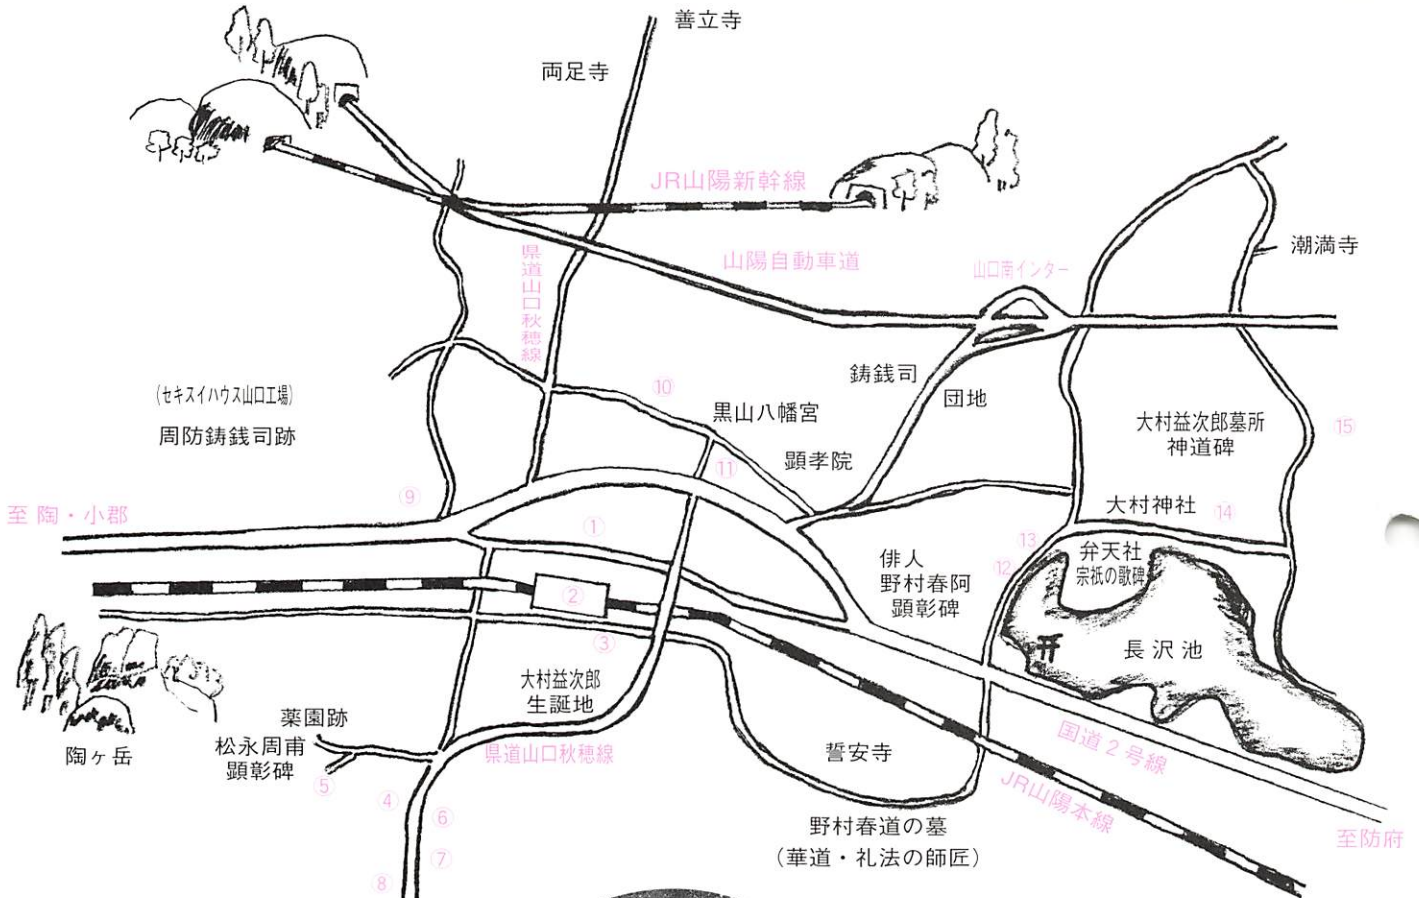 善立寺
両足寺
JR山陽新幹線
潮満寺
県道山口秋穂線
山陽自動車道
山口南インター
鋳銭司
団地
(セキスイハウス山口工場)
周防鋳銭司跡
⑩
黒山八幡宮
大村益次郎墓所
神道碑
⑮
顕孝院
⑪
⑨
大村神社
⑭
至 陶・小郡
①
⑬
弁天社
宗祇の歌碑
俳人
野村春阿
顕彰碑
⑫
②
③
長沢池
大村益次郎
生誕地
薬園跡
松永周甫
顕彰碑
陶ヶ岳
県道山口秋穂線
誓安寺
国道2号線
JR山陽本線
⑤
④
⑥
⑦
⑧
野村春道の墓
(華道・礼法の師匠)
至防府